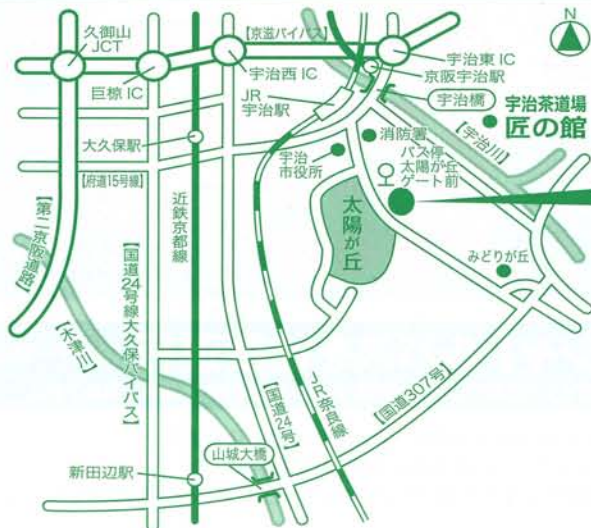 久御山
JCT
【京滋バイパス】
N
巨椋IC
宇治西IC
宇治東IC
京阪宇治駅
JR
宇治駅
宇治橋
宇治茶道場
匠の館
【宇治川】
大久保駅
消防署
宇治
市役所
バス停
太陽が丘
ゲート前
【府道15号線】
太陽が丘
みどりが丘
【第二京阪道路】
近鉄京都線
【国道24号線大久保バイパス】
【木津川】
【国道24号】
JR奈良線
【国道307号】
山城大橋
新田辺駅